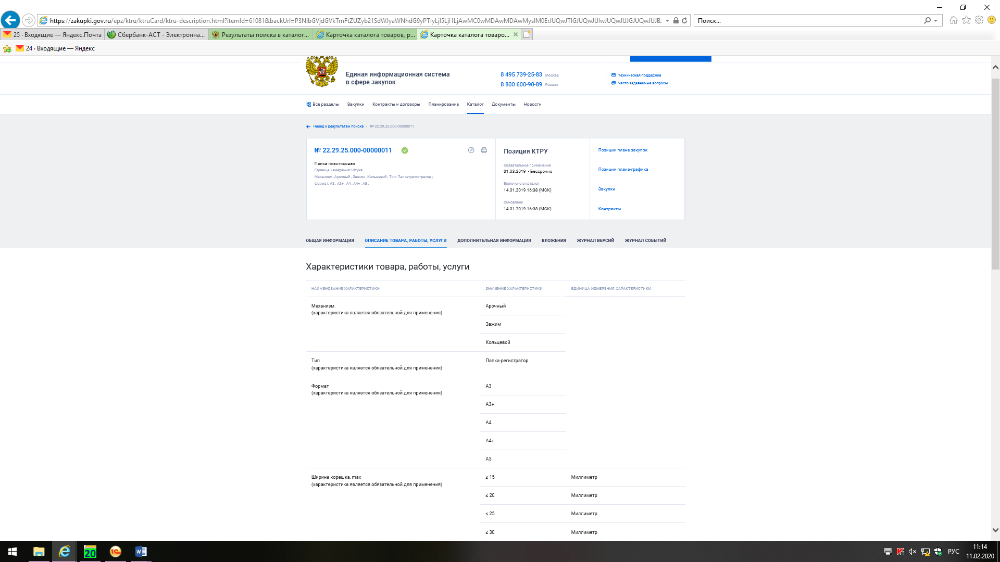 https://zakupki.gov.ru/epz/ktru/ktruCard/ktru-description.html?itemId=61081&backUrl=
Поиск...
25 · Входящие — Яндекс.Почта
Сбербанк-АСТ - Электронна...
Результаты поиска в каталог...
Карточка каталога товаров, р...
Карточка каталога товаро...
24 · Входящие — Яндекс
Единая информационная система
в сфере закупок
8 495 739-25-83 Москва
8 800 600-90-89 Россия
Техническая поддержка
Часто задаваемые вопросы
Все разделы Закупки Контракты и договоры Планирование Каталог Документы Новости
Назад к результатам поиска № 22.29.25.000-00000011
№ 22.29.25.000-00000011
Папка пластиковая
Единица измерения: Штука
Механизм: Арочный , Зажим , Кольцевой ; Тип: Папка-регистратор ;
Формат: А3 , А3+ , А4 , А4+ , А5 .
Позиция КТРУ
Обязательное применение
01.03.2019 - Бессрочно
Включено в каталог
14.01.2019 16:38 (МСК)
Обновлено
14.01.2019 16:38 (МСК)
Позиции плана закупок
Позиции плана-графика
Закупки
Контракты
ОБЩАЯ ИНФОРМАЦИЯ ОПИСАНИЕ ТОВАРА, РАБОТЫ, УСЛУГИ ДОПОЛНИТЕЛЬНАЯ ИНФОРМАЦИЯ ВЛОЖЕНИЯ ЖУРНАЛ ВЕРСИЙ ЖУРНАЛ СОБЫТИЙ
Характеристики товара, работы, услуги
НАИМЕНОВАНИЕ ХАРАКТЕРИСТИКИ ЗНАЧЕНИЕ ХАРАКТЕРИСТИКИ ЕДИНИЦА ИЗМЕРЕНИЯ ХАРАКТЕРИСТИКИ
Механизм Арочный
(характеристика является обязательной для применения)
Зажим
Кольцевой
Тип Папка-регистратор
(характеристика является обязательной для применения)
Формат А3
(характеристика является обязательной для применения)
А3+
А4
А4+
А5
Ширина корешка, max ≤ 15 Миллиметр
(характеристика является обязательной для применения)
≤ 20 Миллиметр
≤ 25 Миллиметр
≤ 30 Миллиметр
20
РУС
11:14
11.02.2020